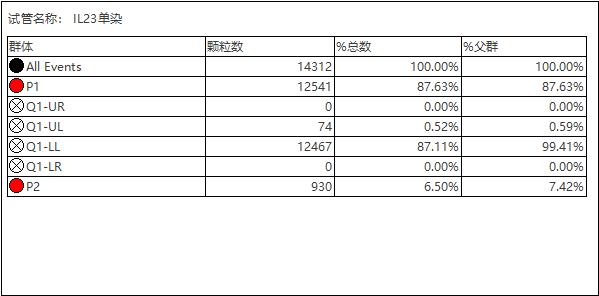 试管名称： IL23单染
群体 颗粒数 %总数 %父群
All Events 14312 100.00% 100.00%
P1 12541 87.63% 87.63%
Q1-UR 0 0.00% 0.00%
Q1-UL 74 0.52% 0.59%
Q1-LL 12467 87.11% 99.41%
Q1-LR 0 0.00% 0.00%
P2 930 6.50% 7.42%